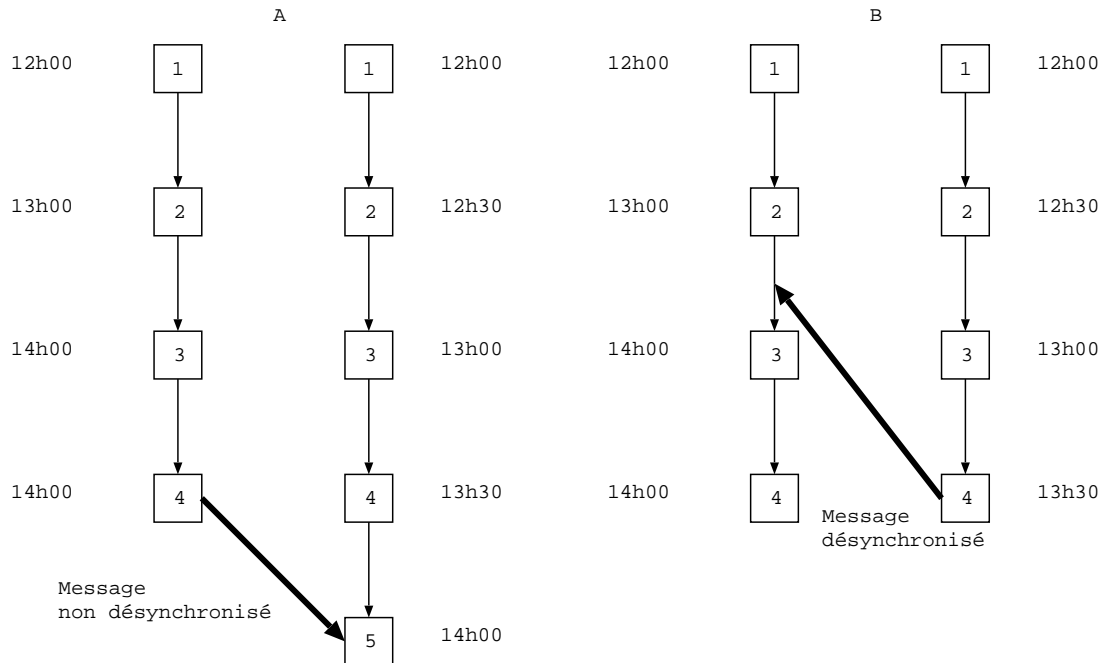 A B
12h00 1 1 12h00 12h00 1 1 12h00
13h00 2 2 12h30 13h00 2 2 12h30
14h00 3 3 13h00 14h00 3 3 13h00
14h00 4 4 13h30 14h00 4 4 13h30
Message
désynchronisé
Message
non désynchronisé
5 14h00